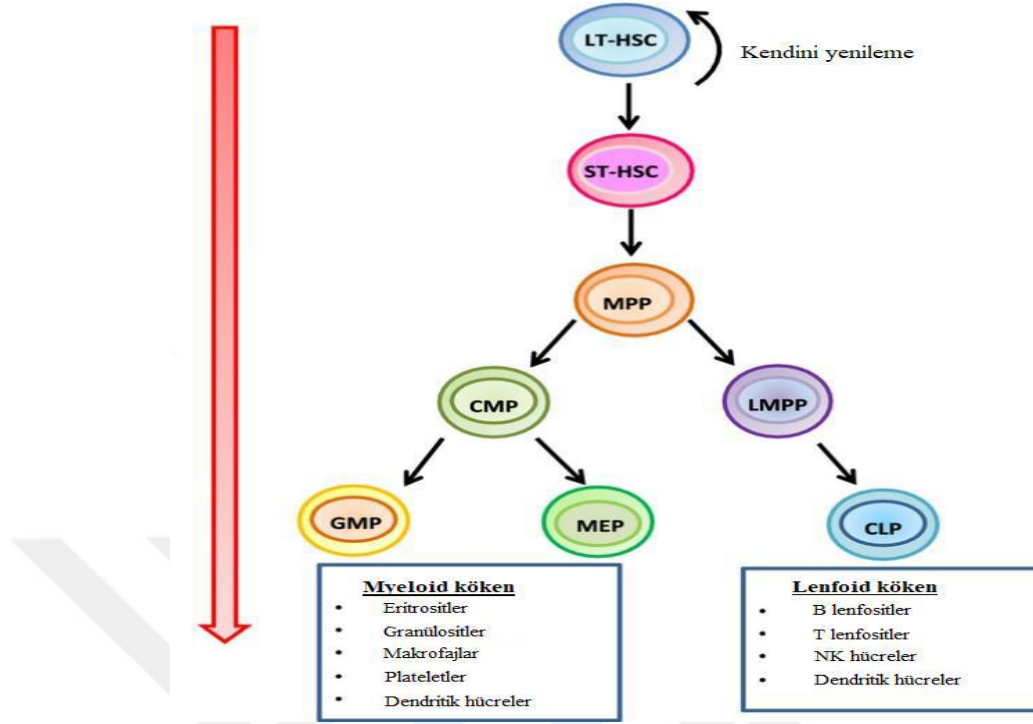 LT-HSC
Kendini yenileme
ST-HSC
MPP
CMP
LMPP
GMP
MEP
CLP
Myeloid köken
• Eritrositler
• Granülositler
• Makrofajlar
• Plateletler
• Dendritik hücreler
Lenfoid köken
• B lenfositler
• T lenfositler
• NK hücreler
• Dendritik hücreler